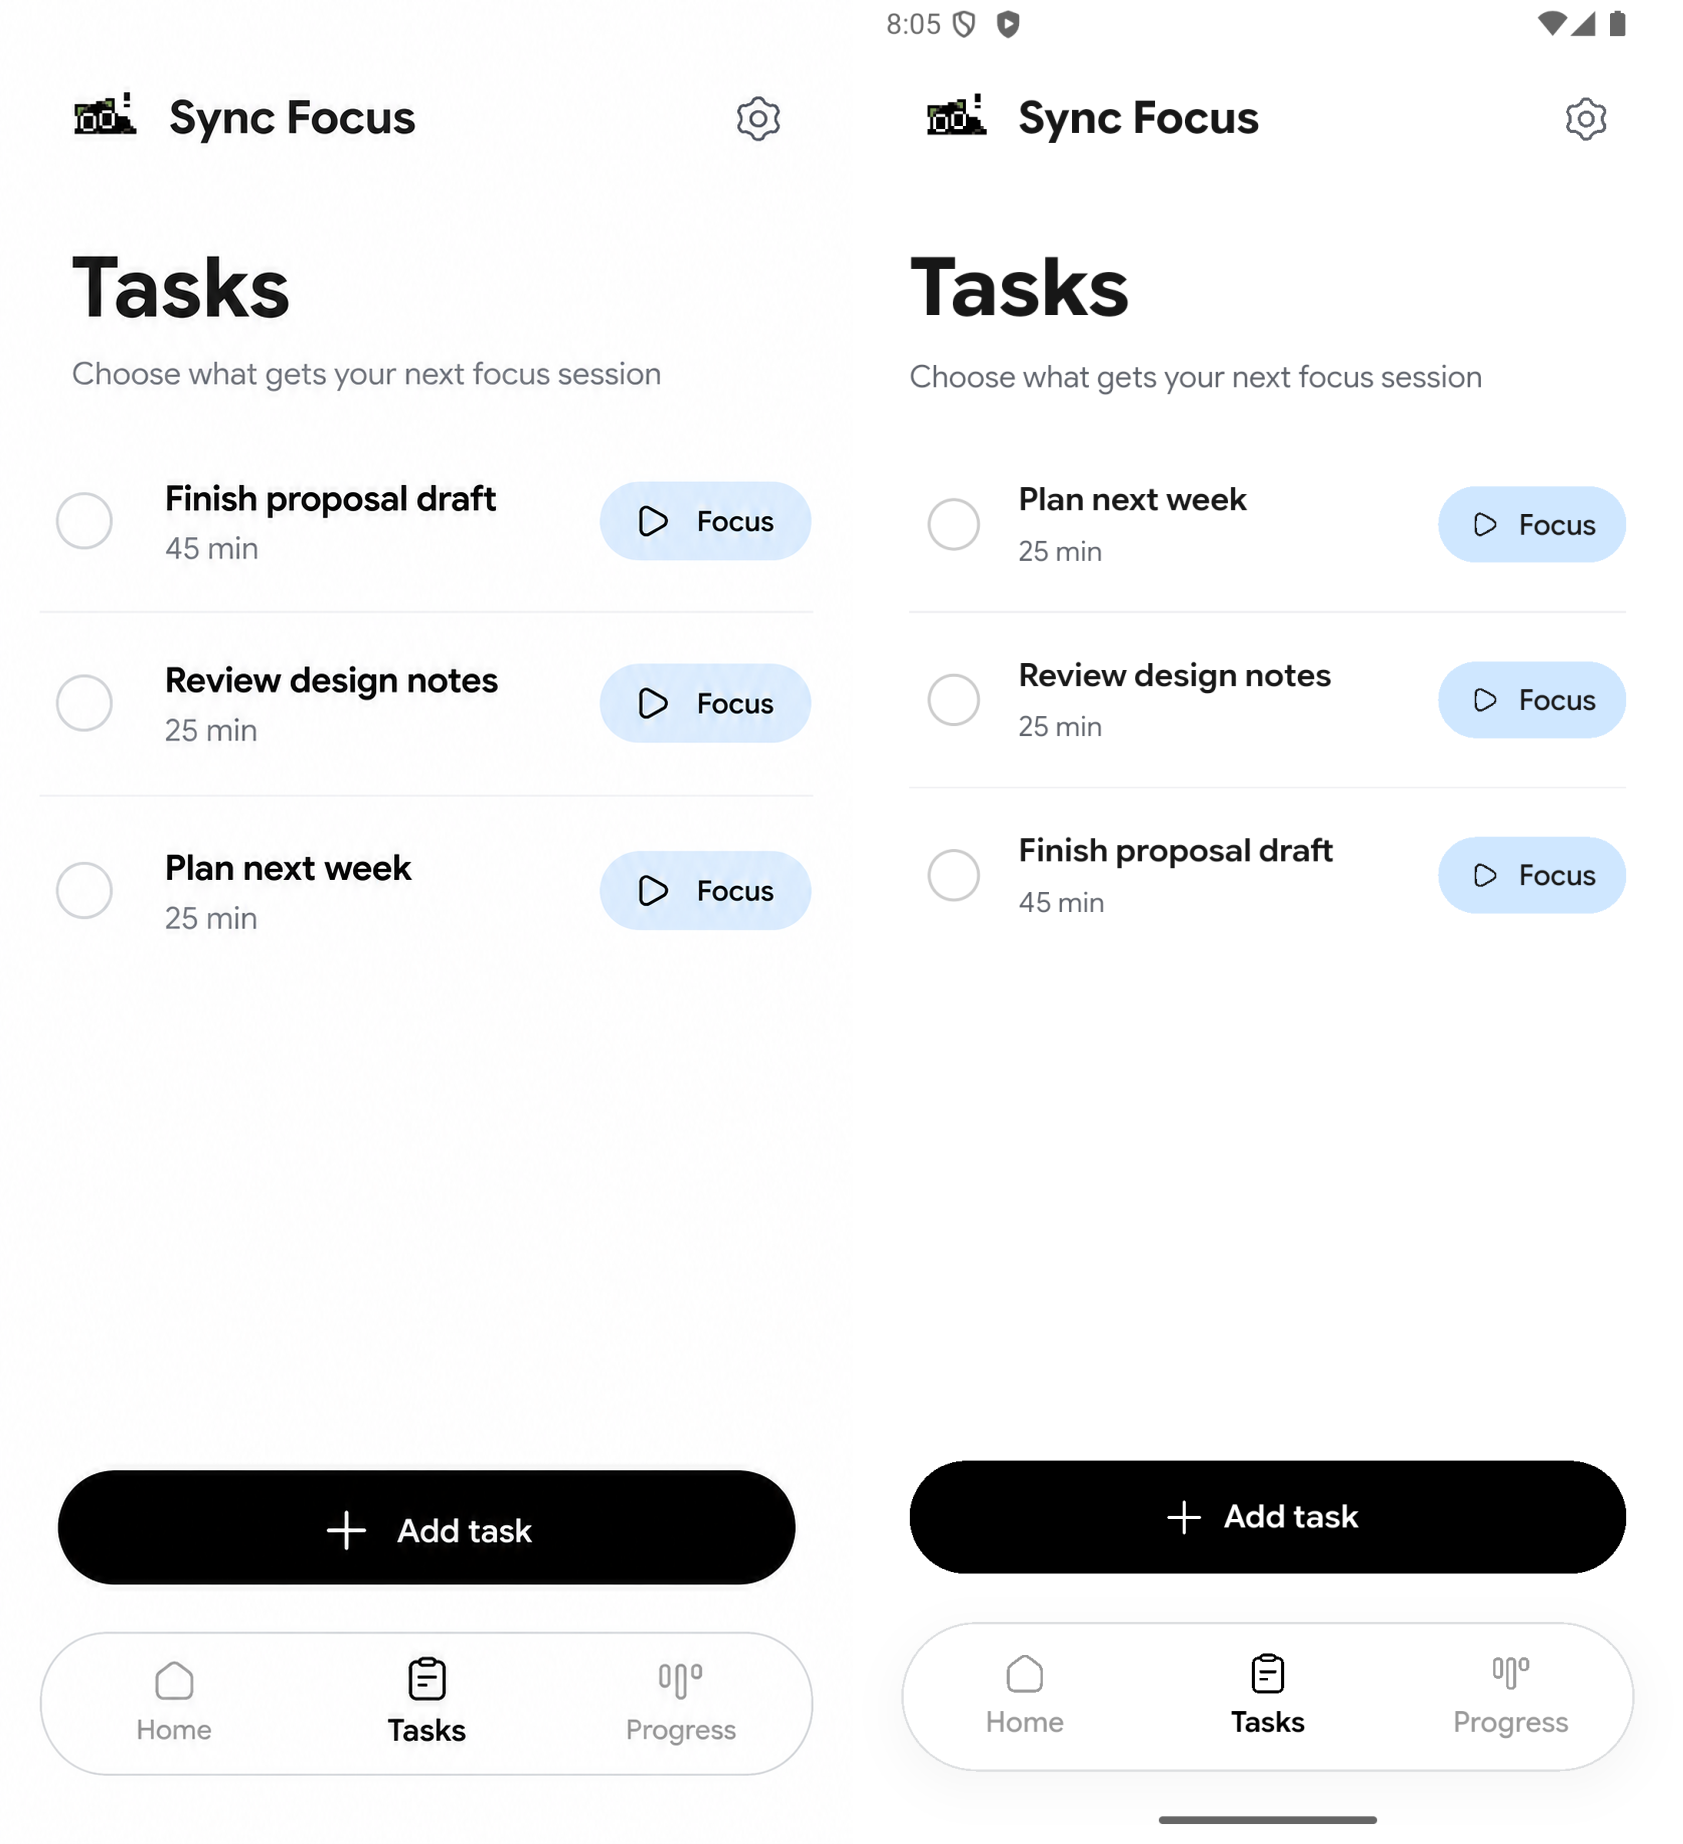 Sync Focus
Tasks
Choose what gets your next focus session
Finish proposal draft
45 min
Focus
Review design notes
25 min
Focus
Plan next week
25 min
Focus
Add task
Home
Tasks
Progress
8:05
Sync Focus
Tasks
Choose what gets your next focus session
Plan next week
25 min
Focus
Review design notes
25 min
Focus
Finish proposal draft
45 min
Focus
Add task
Home
Tasks
Progress